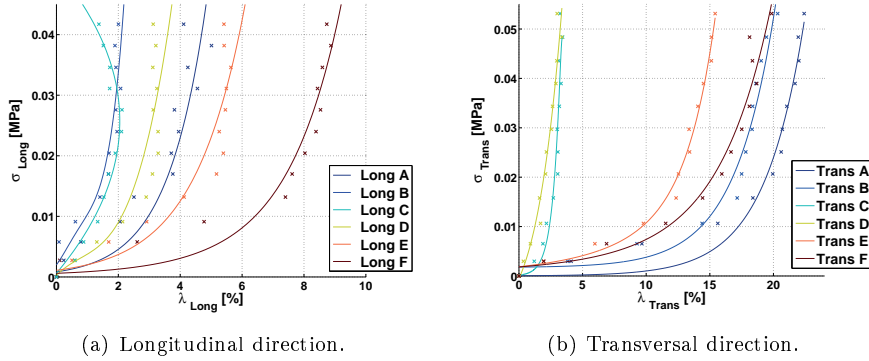 0.04
0.03
0.02
0.01
0
0
2
4
6
8
10
σ Long [MPa]
λ Long [%]
Long A
Long B
Long C
Long D
Long E
Long F
(a) Longitudinal direction.
0.05
0.04
0.03
0.02
0.01
0
0
5
10
15
20
σ Trans [MPa]
λ Trans [%]
Trans A
Trans B
Trans C
Trans D
Trans E
Trans F
(b) Transversal direction.